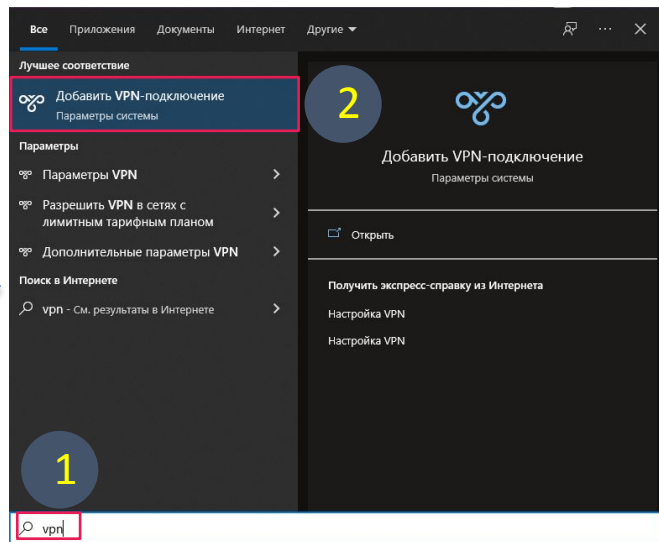 Все Приложения Документы Интернет Другие
Лучшее соответствие
Добавить VPN-подключение
Параметры системы
Параметры
Параметры VPN
Разрешить VPN в сетях с
лимитным тарифным планом
Дополнительные параметры VPN
Поиск в Интернете
vpn - См. результаты в Интернете
1
vpn
2
Добавить VPN-подключение
Параметры системы
Открыть
Получить экспресс-справку из Интернета
Настройка VPN
Настройка VPN